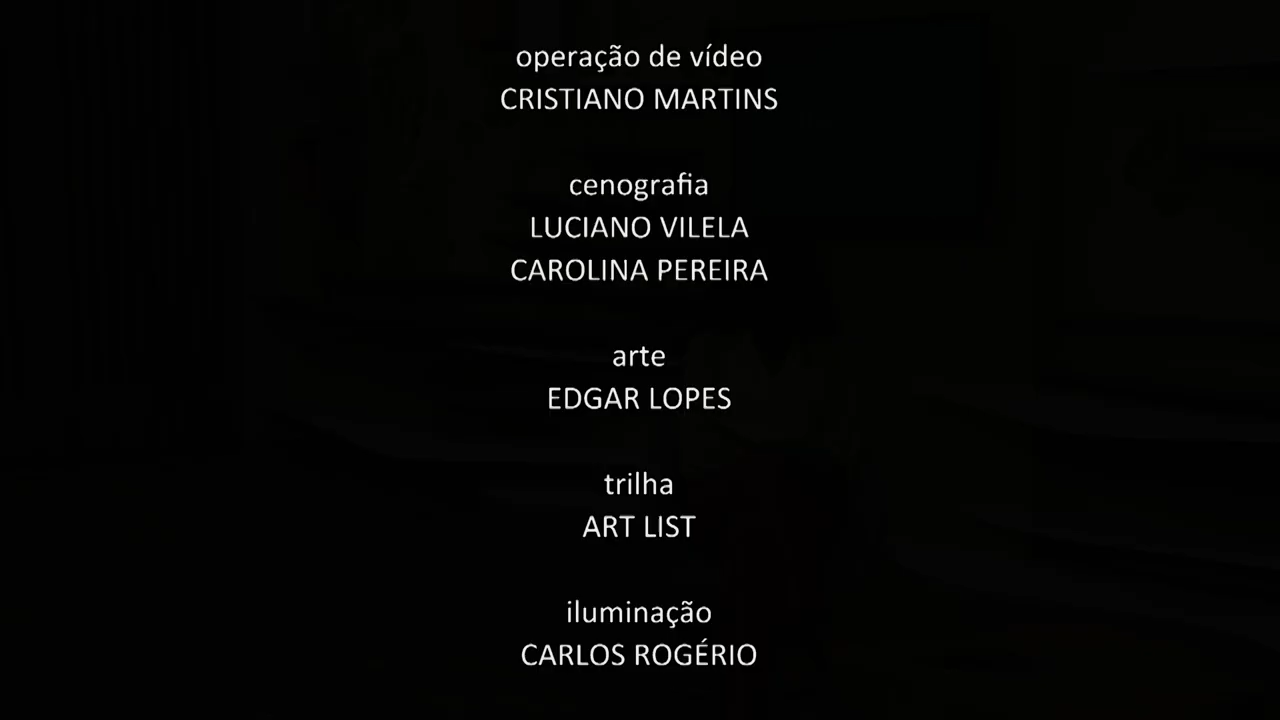 operação de vídeo
CRISTIANO MARTINS
cenografia
LUCIANO VILELA
CAROLINA PEREIRA
arte
EDGAR LOPES
trilha
ART LIST
iluminação
CARLOS ROGÉRIO